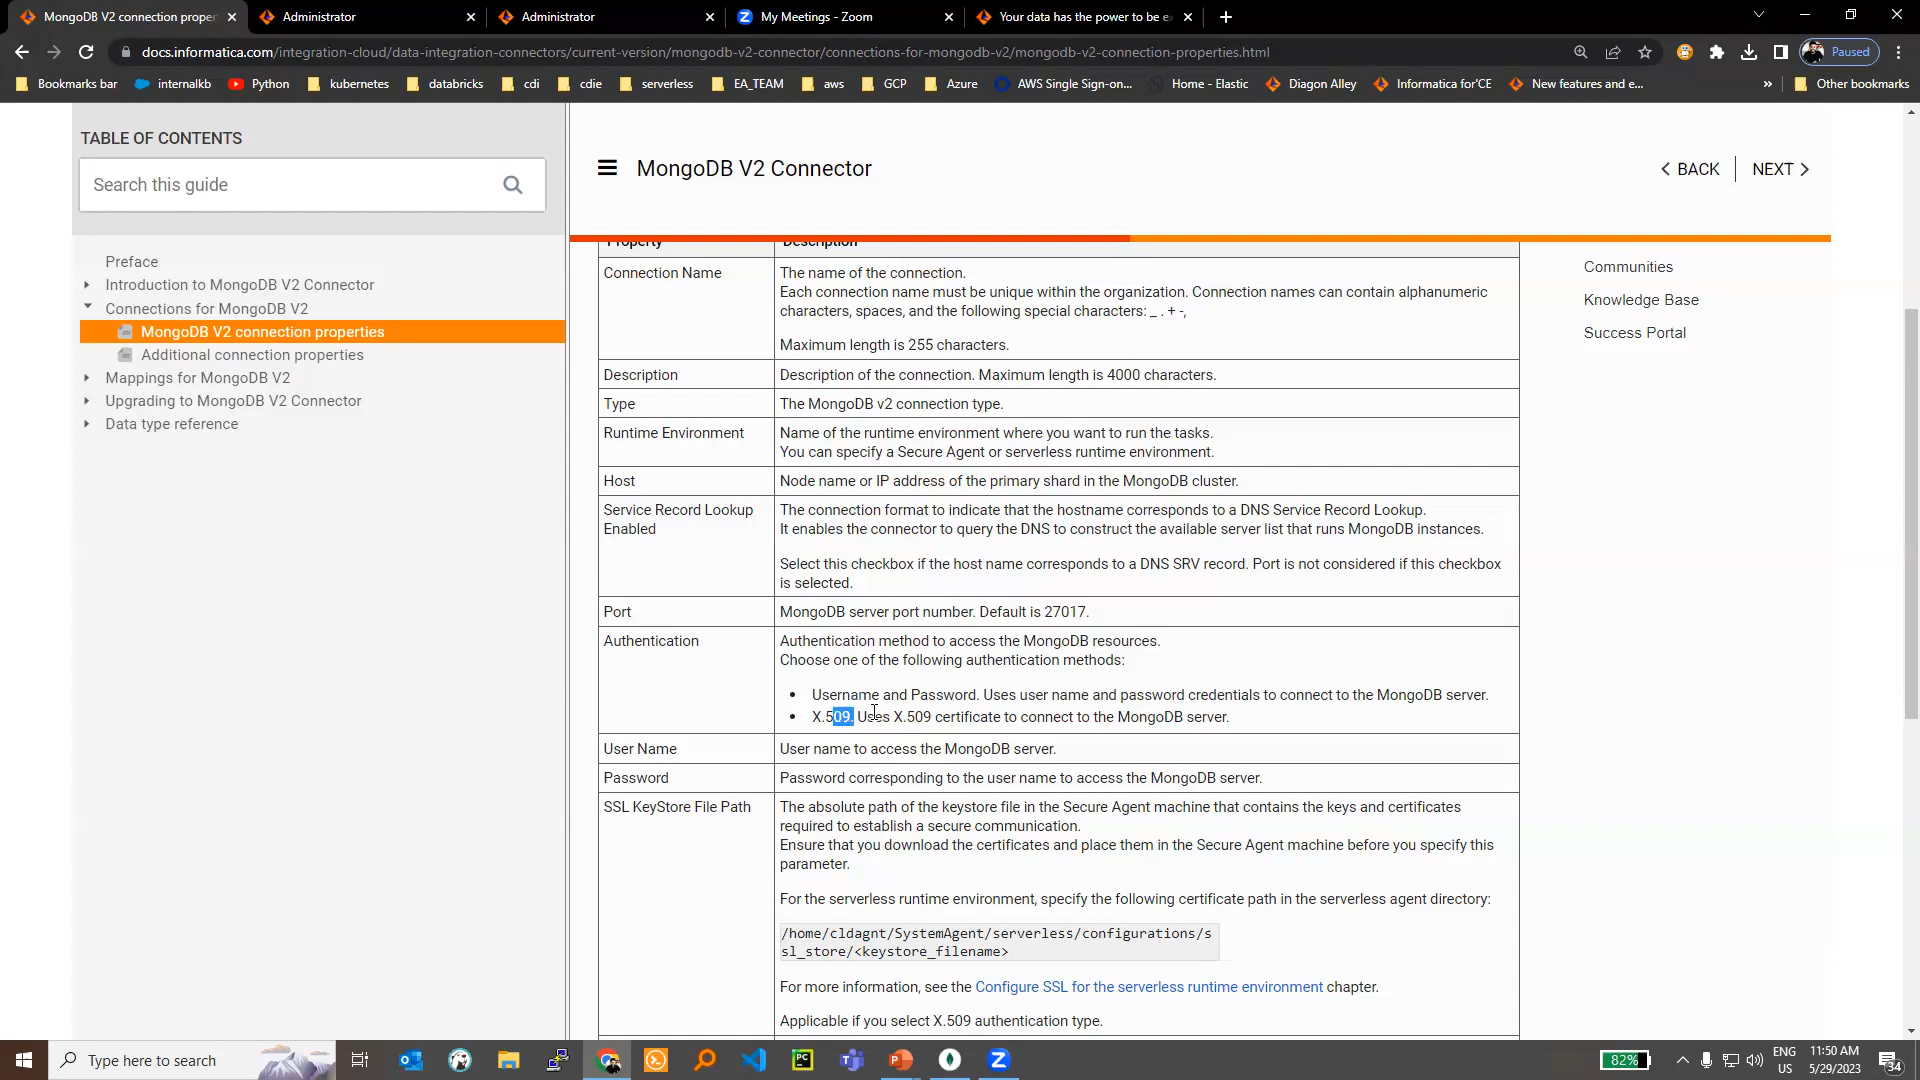 MongoDB V2 connection proper
Administrator
Administrator
My Meetings - Zoom
Your data has the power to be e
docs.informatica.com/integration-cloud/data-integration-connectors/current-version/mongodb-v2-connector/connections-for-mongodb-v2/mongodb-v2-connection-properties.html
Paused
Bookmarks bar
internalkb
Python
kubernetes
databricks
cdi
cdie
serverless
EA_TEAM
aws
GCP
Azure
AWS Single Sign-on...
Home - Elastic
Diagon Alley
Informatica for'CE
New features and e...
»
Other bookmarks
TABLE OF CONTENTS
Search this guide
Preface
Introduction to MongoDB V2 Connector
Connections for MongoDB V2
MongoDB V2 connection properties
Additional connection properties
Mappings for MongoDB V2
Upgrading to MongoDB V2 Connector
Data type reference
MongoDB V2 Connector
BACK
NEXT
Property
Description
Connection Name
The name of the connection.
Each connection name must be unique within the organization. Connection names can contain alphanumeric
characters, spaces, and the following special characters: _ . + -,
Maximum length is 255 characters.
Description
Description of the connection. Maximum length is 4000 characters.
Type
The MongoDB v2 connection type.
Runtime Environment
Name of the runtime environment where you want to run the tasks.
You can specify a Secure Agent or serverless runtime environment.
Host
Node name or IP address of the primary shard in the MongoDB cluster.
Service Record Lookup
Enabled
The connection format to indicate that the hostname corresponds to a DNS Service Record Lookup.
It enables the connector to query the DNS to construct the available server list that runs MongoDB instances.
Select this checkbox if the host name corresponds to a DNS SRV record. Port is not considered if this checkbox
is selected.
Port
MongoDB server port number. Default is 27017.
Authentication
Authentication method to access the MongoDB resources.
Choose one of the following authentication methods:
• Username and Password. Uses user name and password credentials to connect to the MongoDB server.
• X.509. Uses X.509 certificate to connect to the MongoDB server.
User Name
User name to access the MongoDB server.
Password
Password corresponding to the user name to access the MongoDB server.
SSL KeyStore File Path
The absolute path of the keystore file in the Secure Agent machine that contains the keys and certificates
required to establish a secure communication.
Ensure that you download the certificates and place them in the Secure Agent machine before you specify this
parameter.
For the serverless runtime environment, specify the following certificate path in the serverless agent directory:
/home/cldagnt/SystemAgent/serverless/configurations/s
sl_store/<keystore_filename>
For more information, see the Configure SSL for the serverless runtime environment chapter.
Applicable if you select X.509 authentication type.
Communities
Knowledge Base
Success Portal
Type here to search
82%
ENG
US
11:50 AM
5/29/2023
34